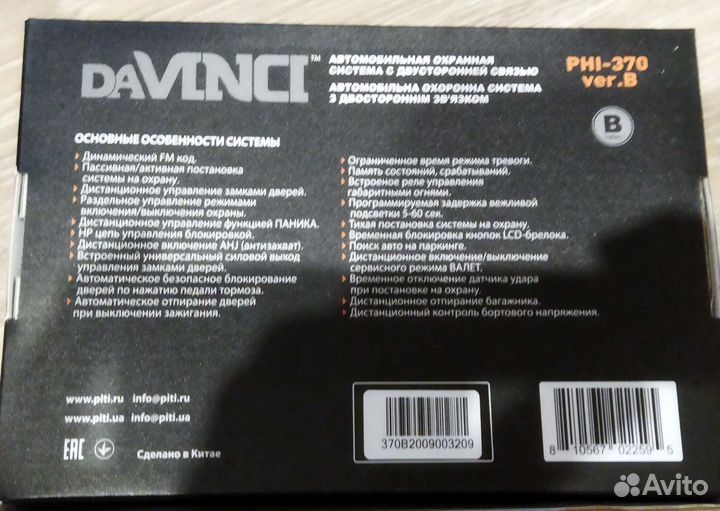 DAVINCI™
АВТОМОБИЛЬНАЯ ОХРАННАЯ
СИСТЕМА С ДВУСТОРОННЕЙ СВЯЗЬЮ
АВТОМОБІЛЬНА ОХОРОННА СИСТЕМА
З ДВОСТОРОННІМ ЗВ'ЯЗКОМ
PHI-370
ver.B
B
ОСНОВНЫЕ ОСОБЕННОСТИ СИСТЕМЫ
Динамический FM код.
Пассивная/активная постановка
системы на охрану.
Дистанционное управление замками дверей.
Раздельное управление режимами
включения/выключения охраны.
Дистанционное управление функцией ПАНИКА.
НР цепь управления блокировкой.
Дистанционное включение AHJ (антизахват).
Встроенный универсальный силовой выход
управления замками дверей.
Автоматическое безопасное блокирование
дверей по нажатию педали тормоза.
Автоматическое отпирание дверей
при выключении зажигания.
Ограниченное время режима тревоги.
Память состояний, срабатываний.
Встроеное реле управления
габаритными огнями.
Программируемая задержка вежливой
подсветки 5-60 сек.
Тихая постановка системы на охрану.
Временная блокировка кнопок LCD-брелока.
Поиск авто на паркинге.
Дистанционное включение/выключение
сервисного режима ВАЛЕТ.
Временное отключение датчика удара
при постановке на охрану.
Дистанционное отпирание багажника.
Дистанционный контроль бортового напряжения.
www.piti.ru info@piti.ru
www.piti.ua info@piti.ua
EAC Сделано в Китае
370B2009003209
8 10567 02259 5
Avito